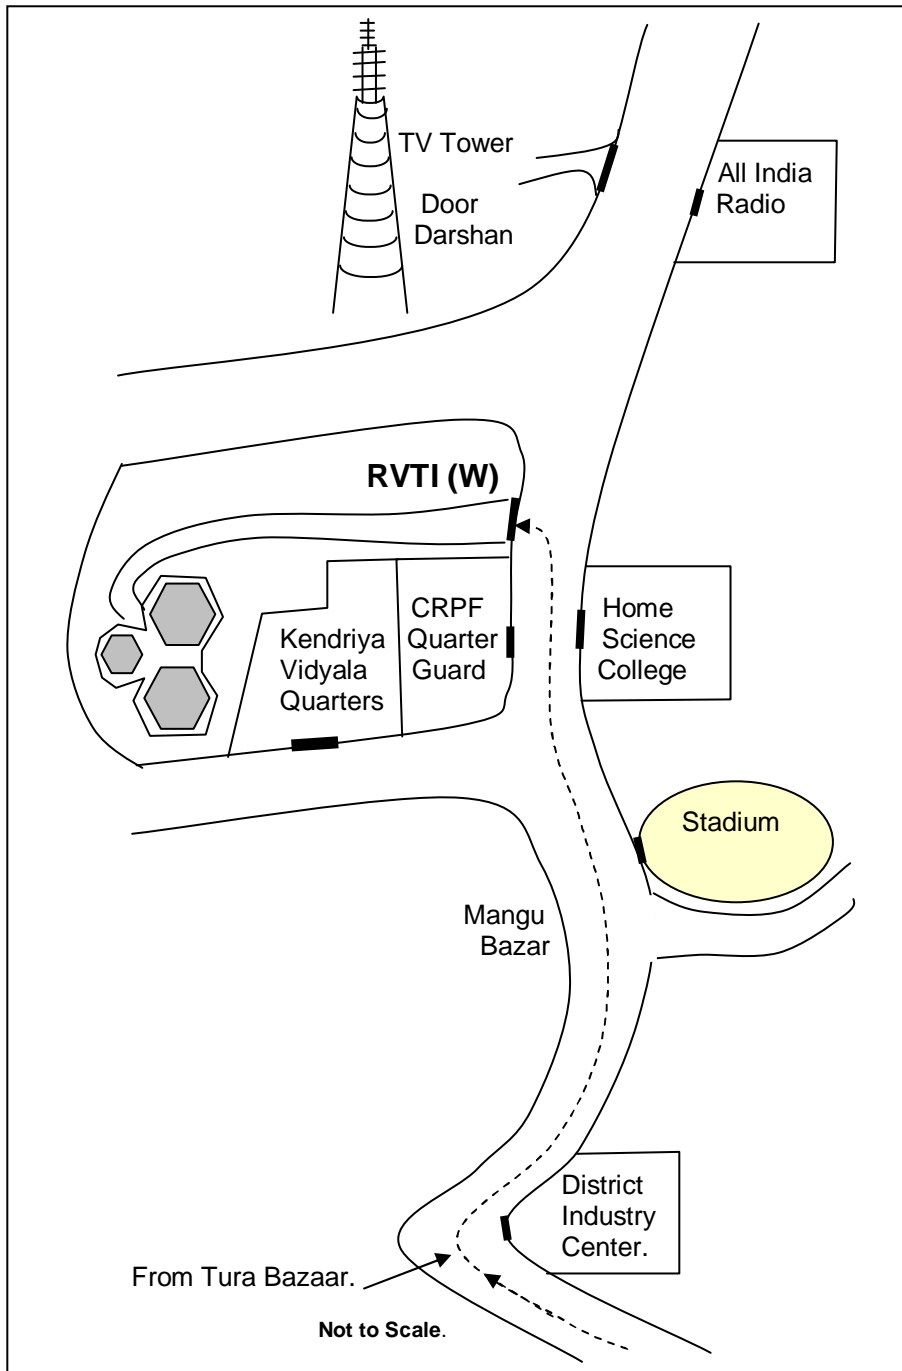 TV Tower
Door
Darshan
All India
Radio
RVTI (W)
Kendriya
Vidyala
Quarters
CRPF
Quarter
Guard
Home
Science
College
Stadium
Mangu
Bazar
District
Industry
Center.
From Tura Bazaar.
Not to Scale.